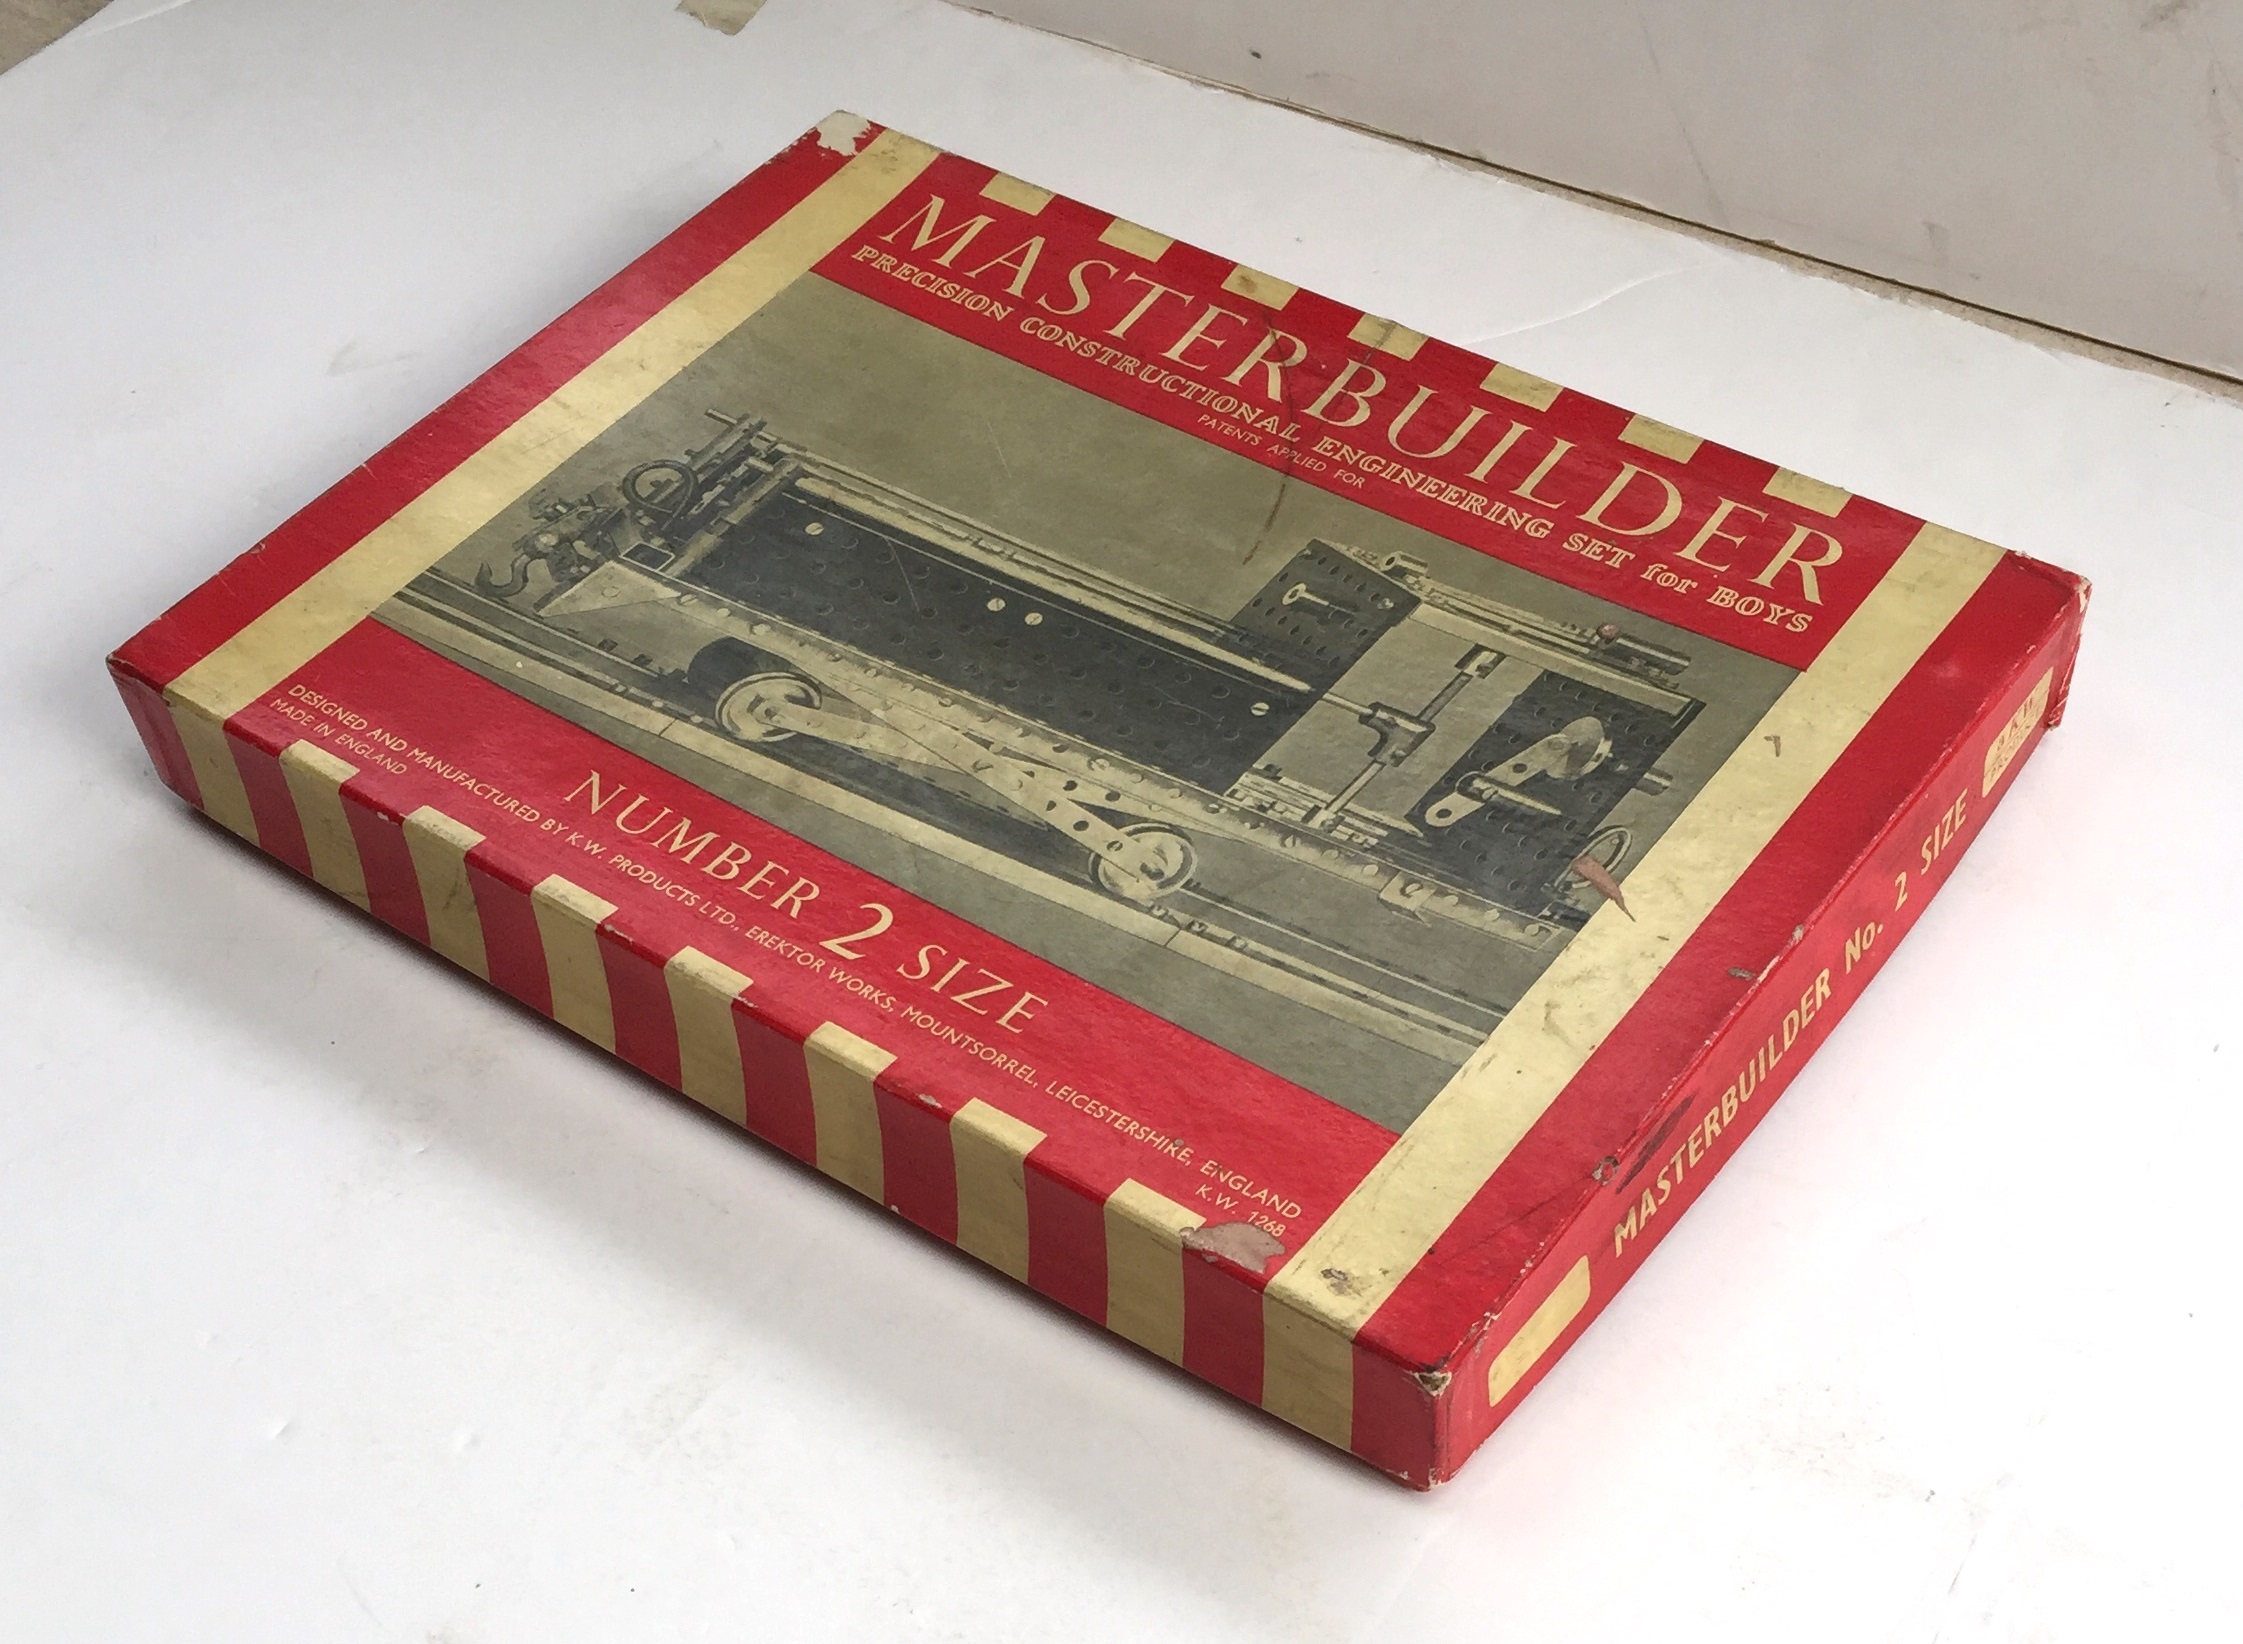 MASTERBUILDER
PRECISION CONSTRUCTIONAL ENGINEERING SET for BOYS
PATENTS APPLIED FOR
NUMBER 2 SIZE
DESIGNED AND MANUFACTURED BY K.W. PRODUCTS LTD., EREKTOR WORKS, MOUNTSORREL, LEICESTERSHIRE, ENGLAND
MADE IN ENGLAND
K.W. 1268
MASTERBUILDER No. 2 SIZE